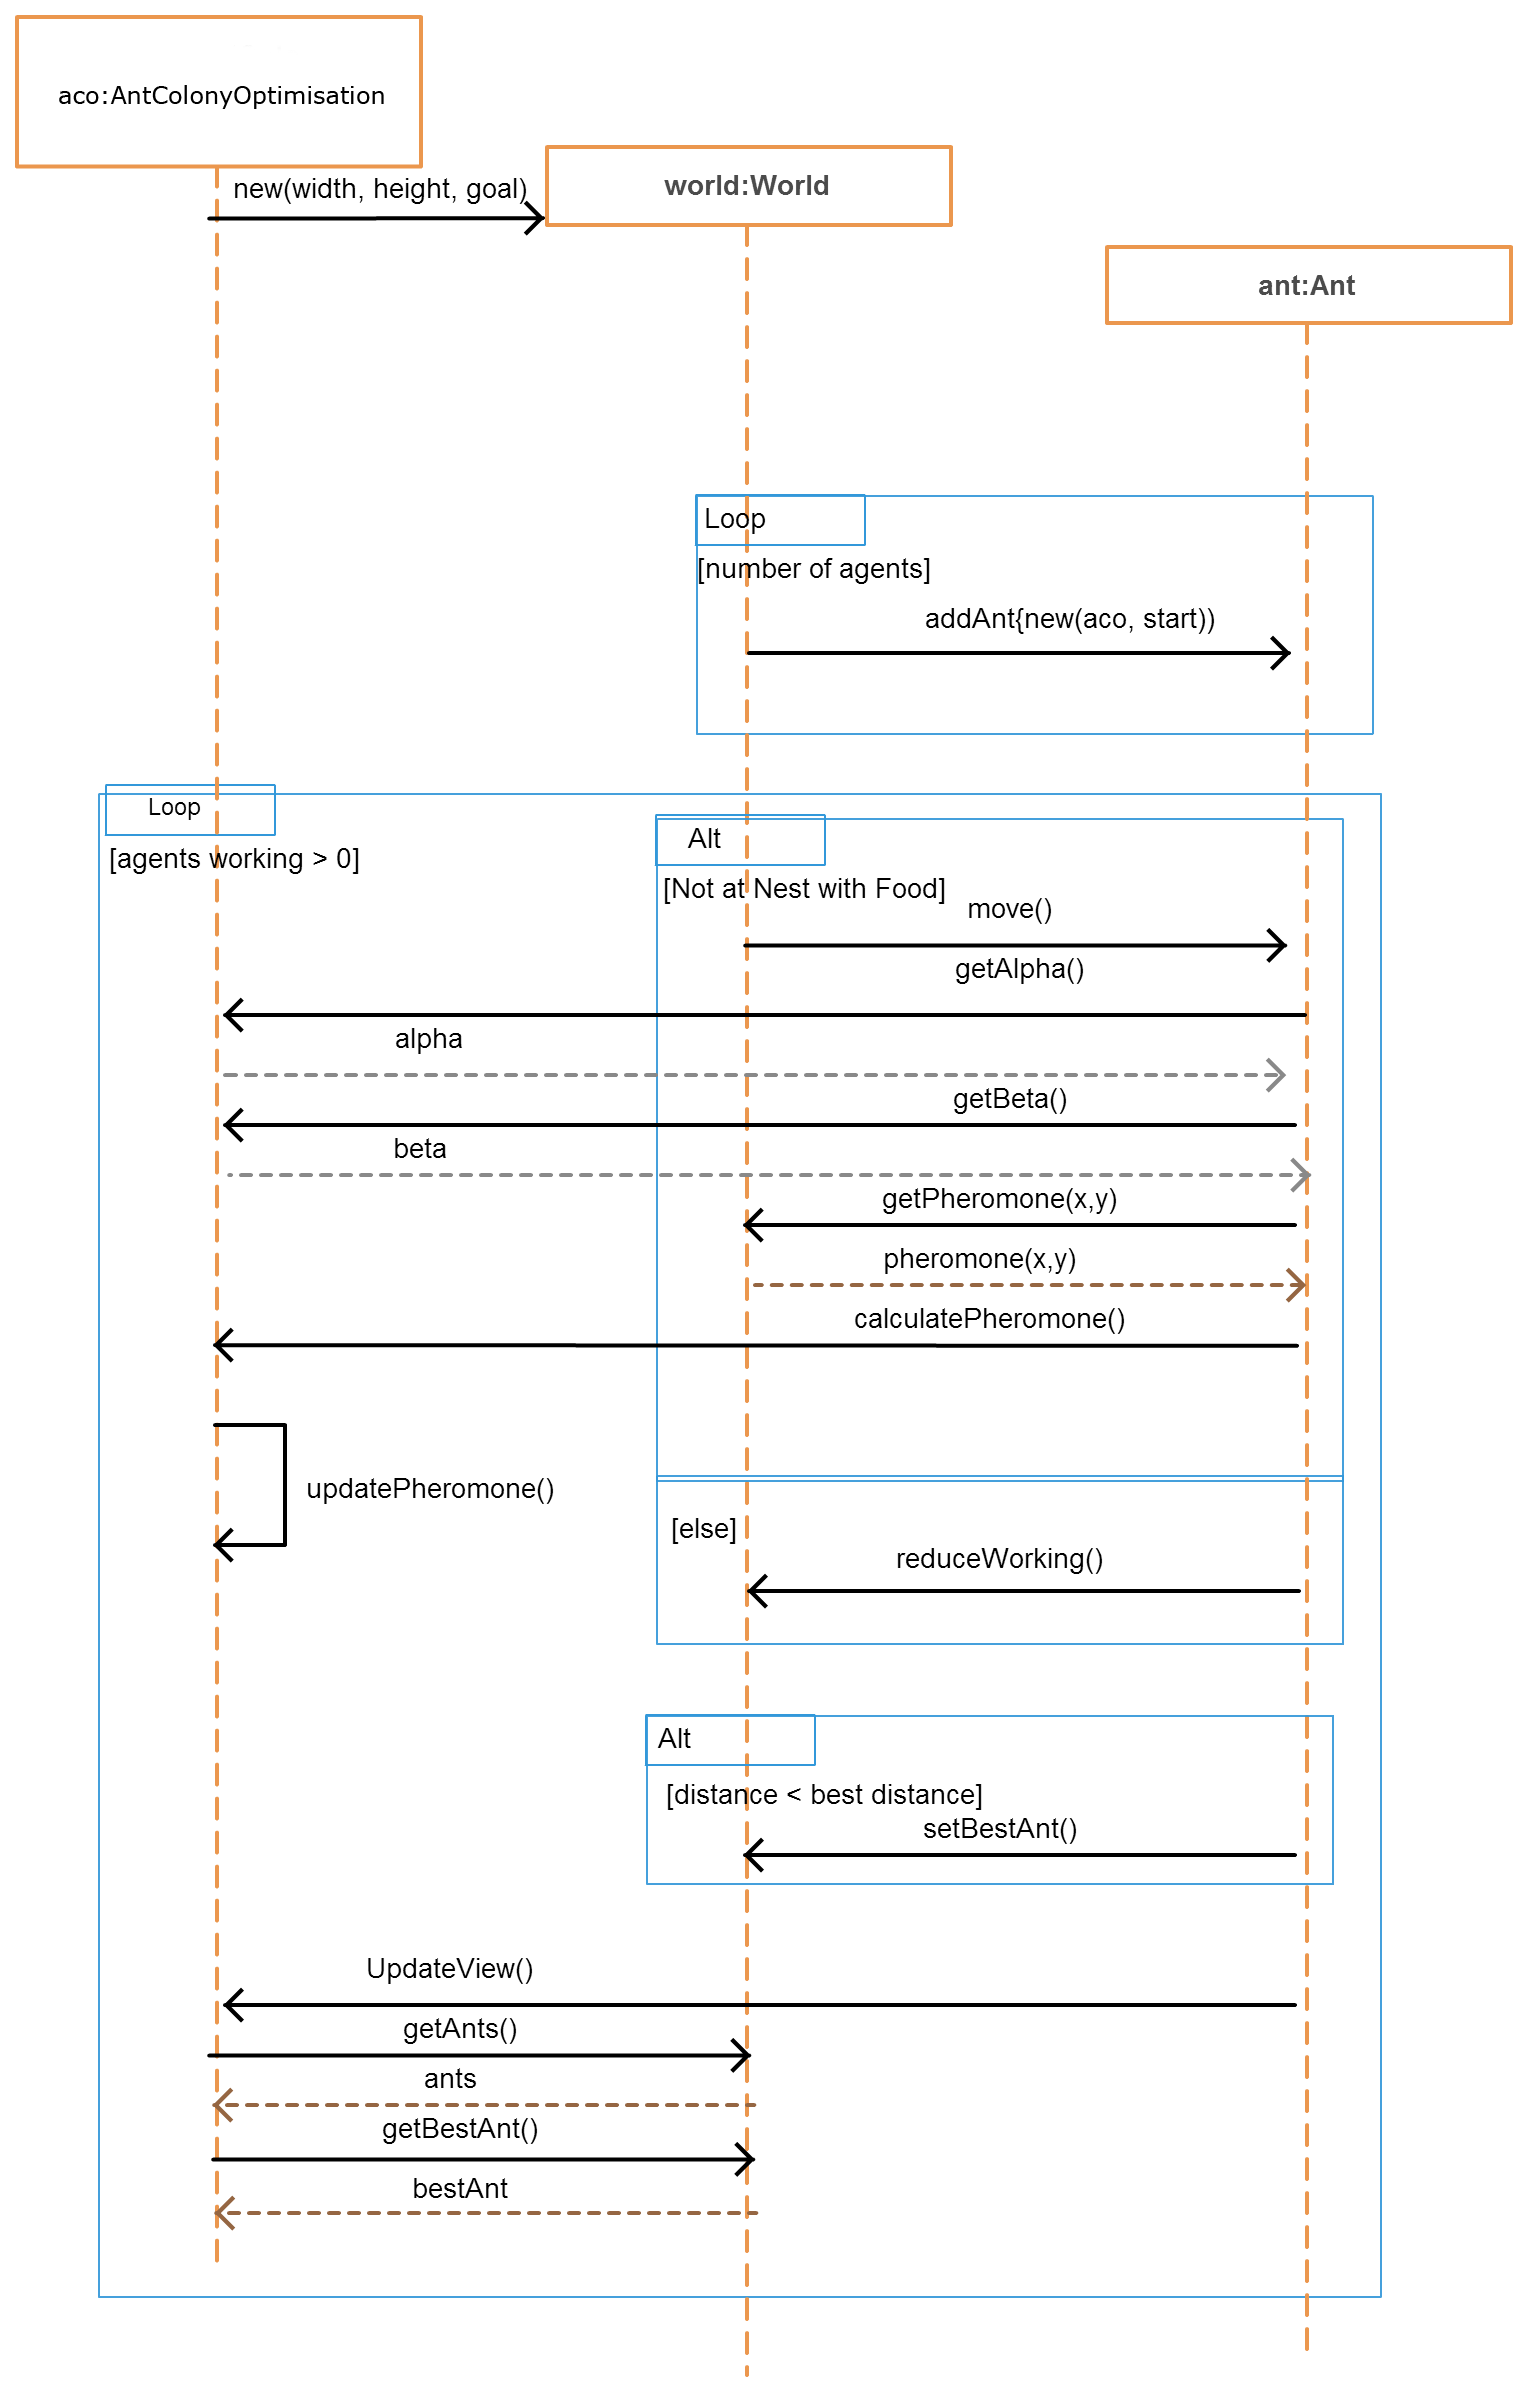 aco:AntColonyOptimisation
new(width, height, goal)
world:World
ant:Ant
Loop
[number of agents]
addAnt{new(aco, start))
Loop
[agents working > 0]
Alt
[Not at Nest with Food]
move()
getAlpha()
alpha
getBeta()
beta
getPheromone(x,y)
pheromone(x,y)
calculatePheromone()
updatePheromone()
[else]
reduceWorking()
Alt
[distance < best distance]
setBestAnt()
UpdateView()
getAnts()
ants
getBestAnt()
bestAnt